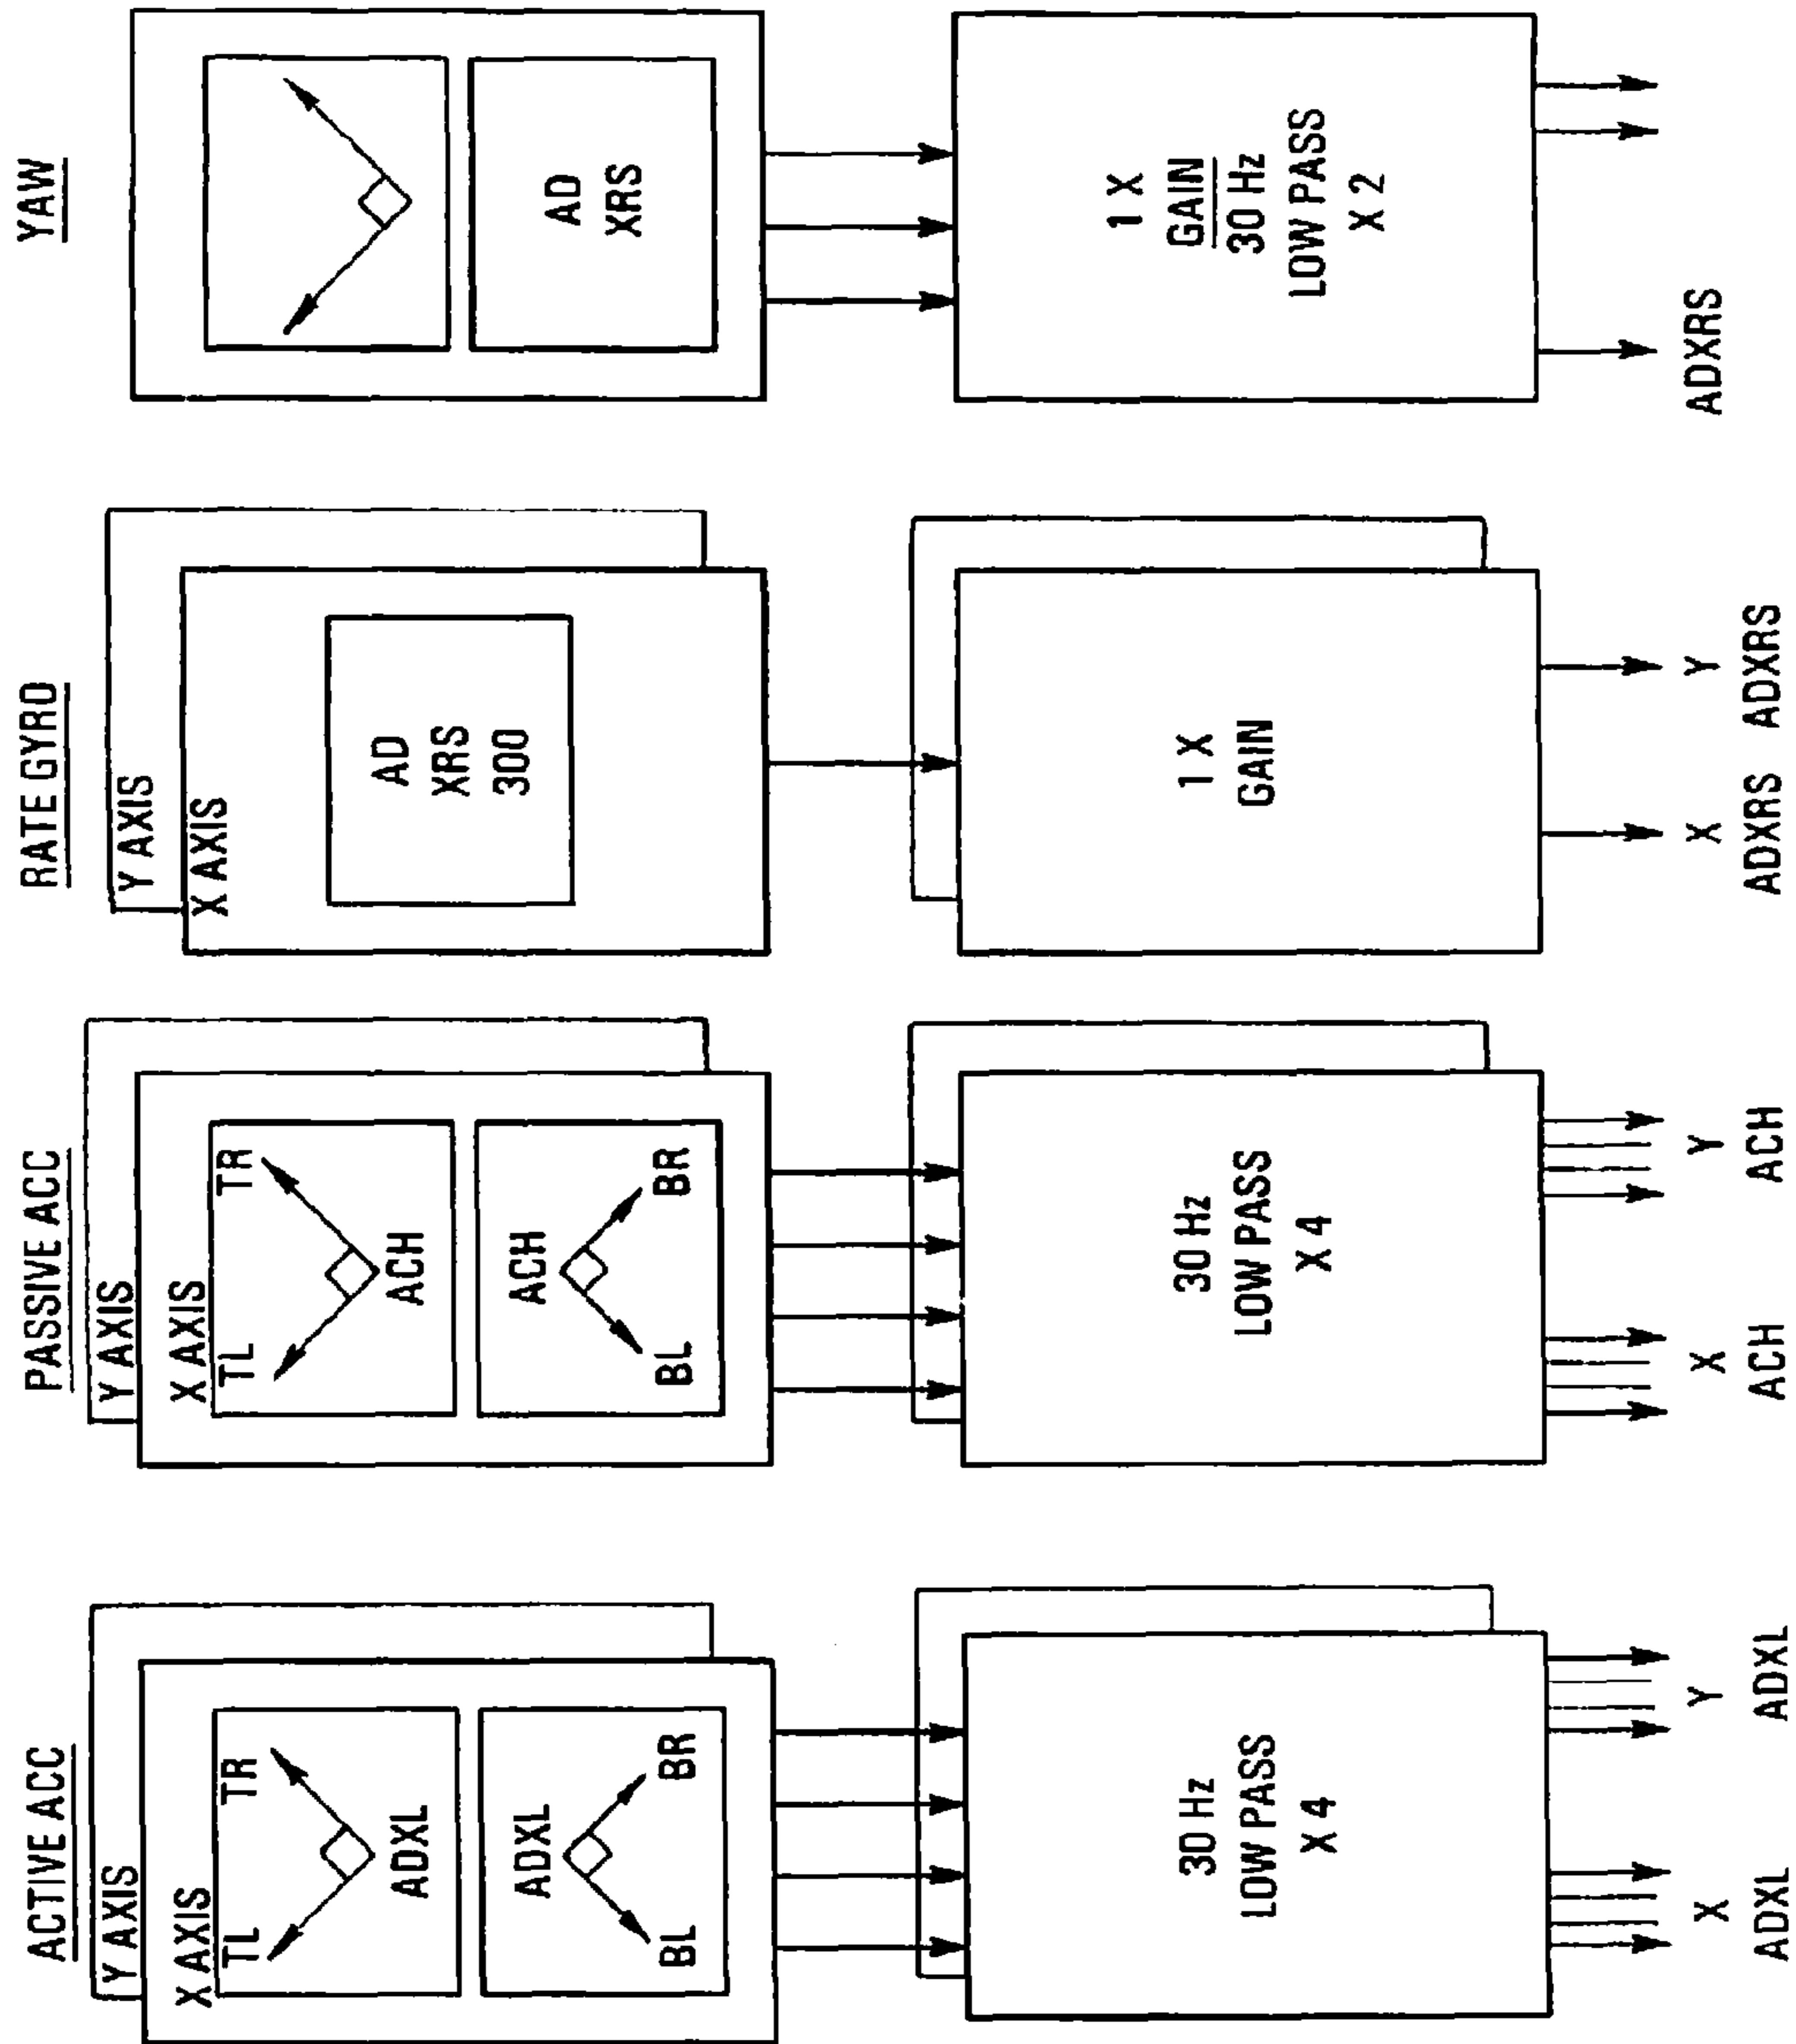 ACTIVE ACC
Y AXIS
X AXIS
TL
TR
ADXL
ADXL
BL
BR
30 Hz
LOW PASS
X 4
X
ADXL
Y
ADXL
PASSIVE ACC
Y AXIS
X AXIS
TL
TR
ACH
ACH
BL
BR
30 Hz
LOW PASS
X 4
X
ACH
Y
ACH
RATE GYRO
Y AXIS
X AXIS
AD
XRS
300
1 X
GAIN
X
ADXRS
Y
ADXRS
YAW
AD
XRS
1 X
GAIN
30 Hz
LOW PASS
X 2
ADXRS